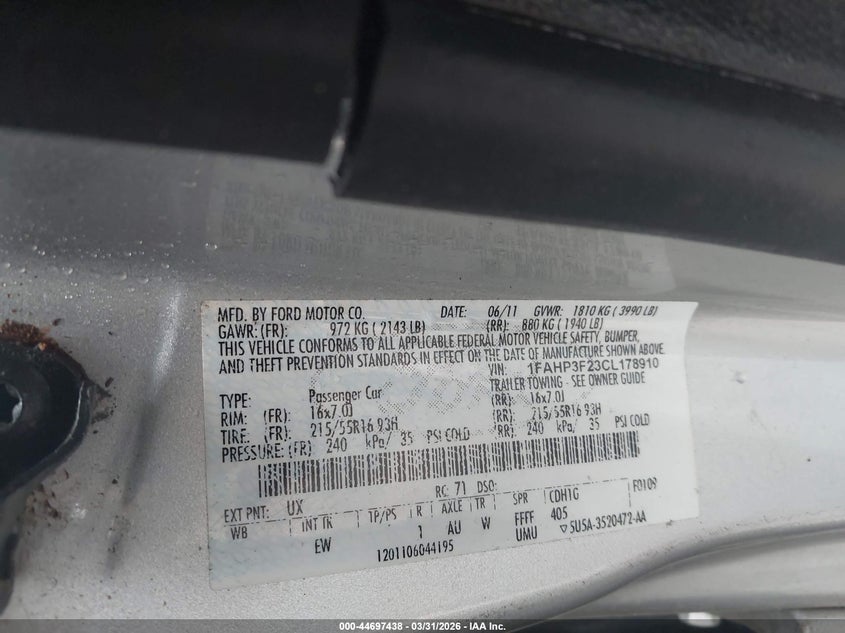 MFD. BY FORD MOTOR CO. DATE: 06/11 GVWR: 1810 KG ( 3990 LB)
GAWR: (FR): 972 KG ( 2143 LB) (RR): 880 KG ( 1940 LB)
THIS VEHICLE CONFORMS TO ALL APPLICABLE FEDERAL MOTOR VEHICLE SAFETY, BUMPER,
AND THEFT PREVENTION STANDARDS IN EFFECT ON THE DATE OF MANUFACTURE SHOWN ABOVE.
VIN: 1FAHP3F23CL178910
TYPE: Passenger Car TRAILER TOWING - SEE OWNER GUIDE
RIM: (FR): 16x7.0J (RR): 16x7.0J
TIRE: (FR): 215/55R16 93H (RR): 215/55R16 93H
PRESSURE: (FR) 240 kPa/ 35 PSI COLD (RR): 240 kPa/ 35 PSI COLD
EXT PNT: UX RC: 71 DSO: F0109
WB INT TR TP/PS R AXLE TR SPR CDH1G
EW 1 AU W FFFF 405
1201106044195 UMU 5U5A-3520472-AA
000-44697438 - 03/31/2026 - IAA Inc.